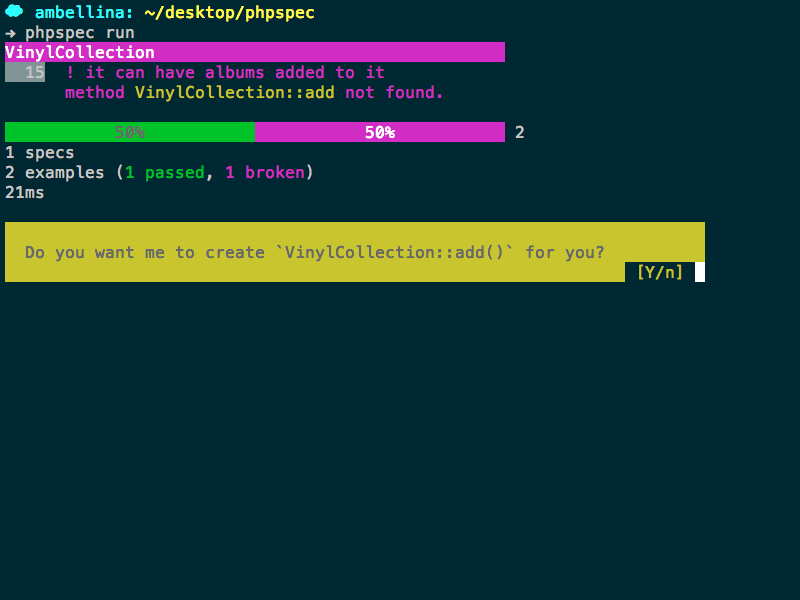 ambellina: ~/desktop/phpspec
→ phpspec run
VinylCollection
15 ! it can have albums added to it
method VinylCollection::add not found.
50% 50% 2
1 specs
2 examples (1 passed, 1 broken)
21ms
Do you want me to create `VinylCollection::add()` for you?
[Y/n]